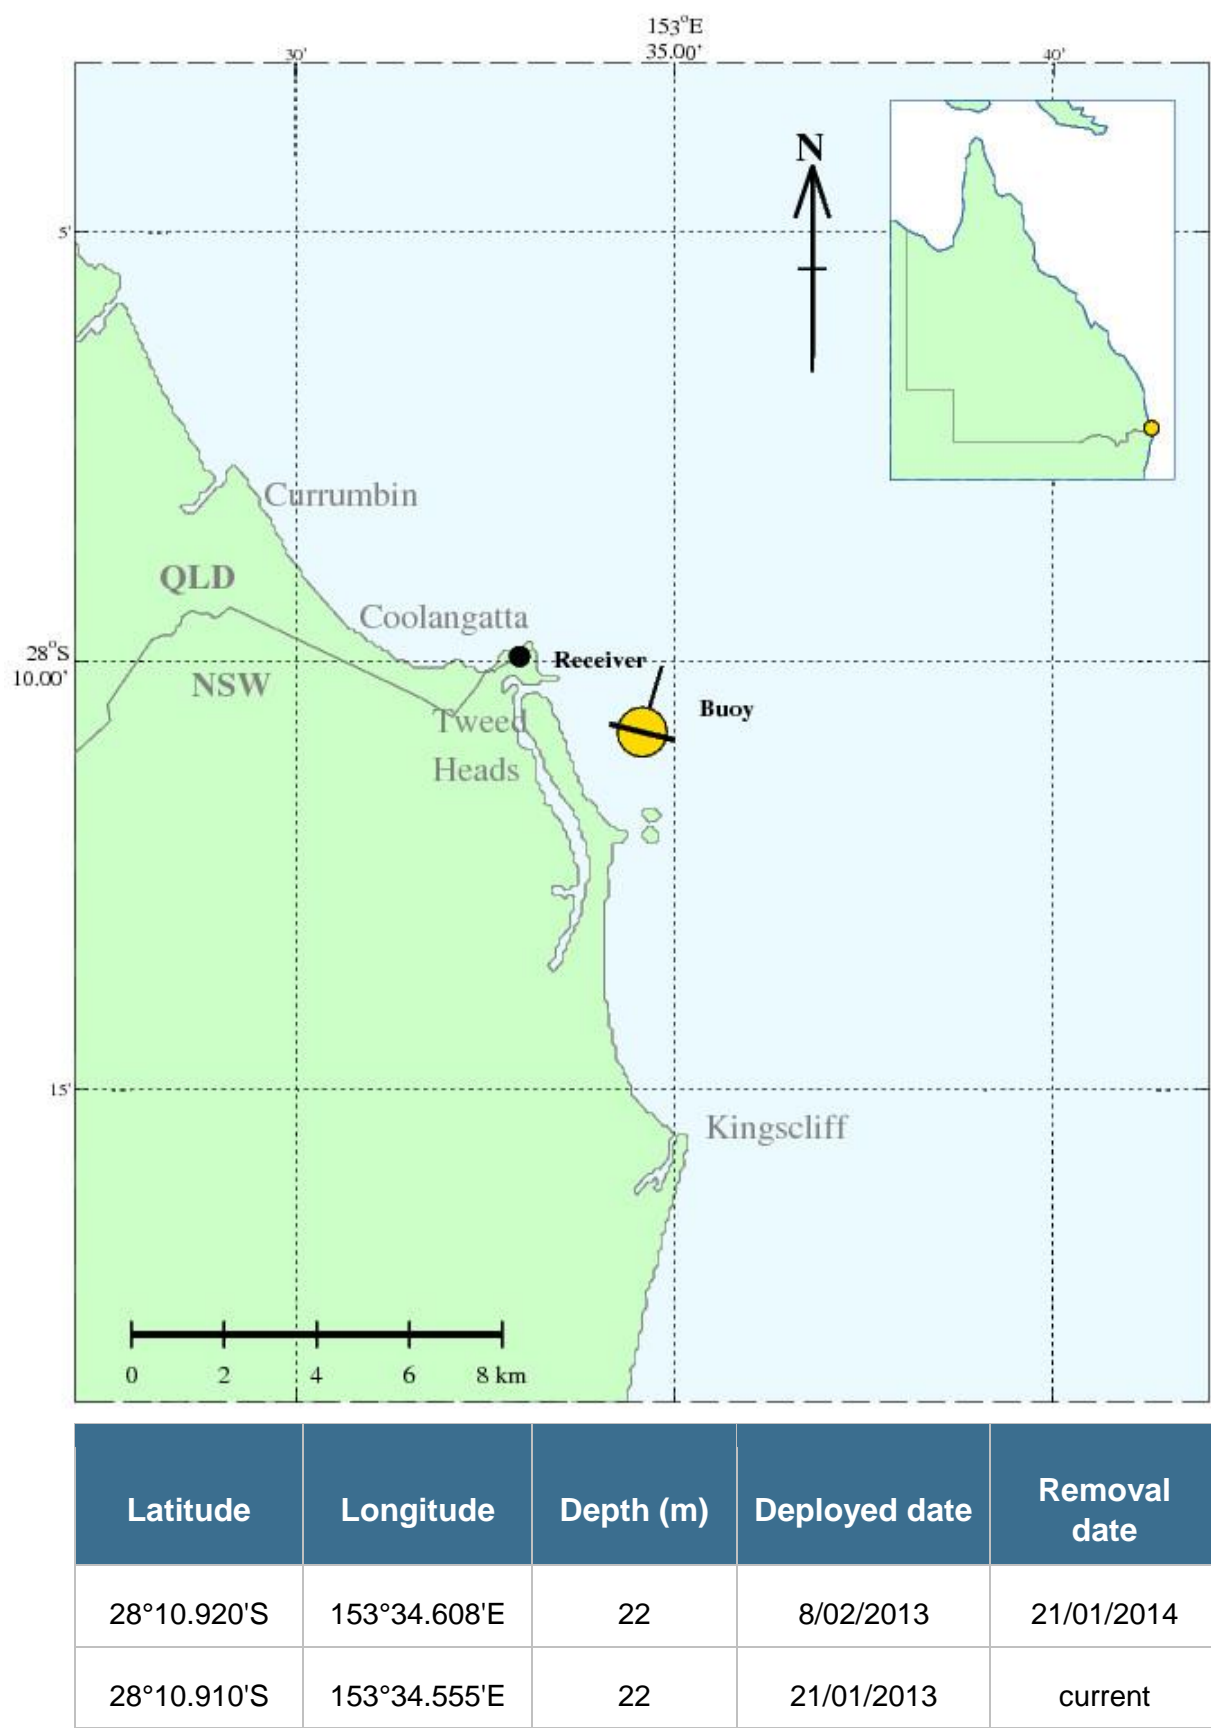 153°E
30'
35.00'
40'
N
5'
Currumbin
QLD
Coolangatta
28°S
Receiver
10.00'
NSW
Buoy
Tweed
Heads
15'
Kingscliff
0 2 4 6 8 km
Latitude Longitude Depth (m) Deployed date Removal date
28°10.920'S 153°34.608'E 22 8/02/2013 21/01/2014
28°10.910'S 153°34.555'E 22 21/01/2013 current